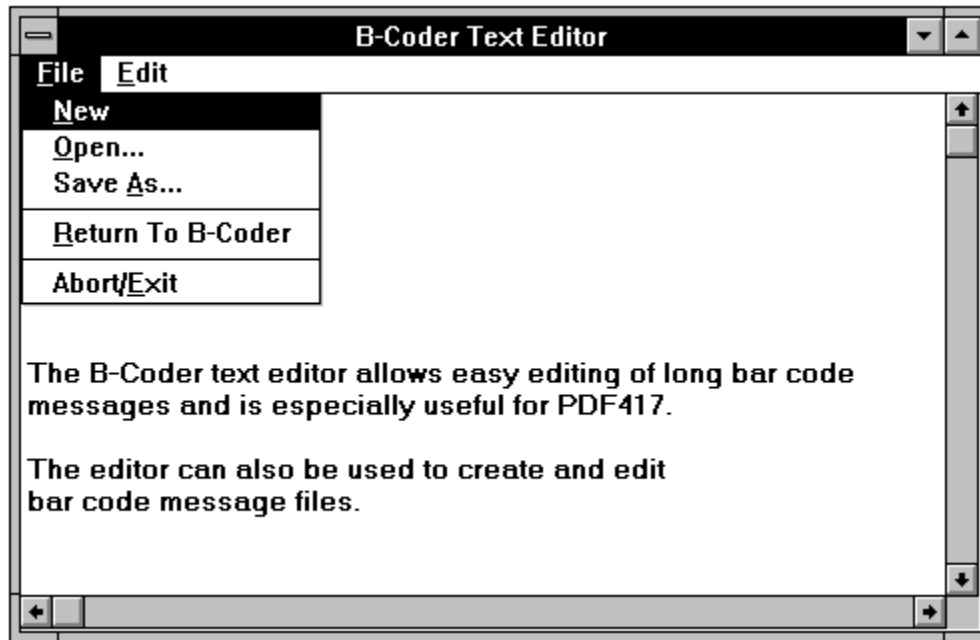 B-Coder Text Editor
File Edit
New
Open...
Save As...
Return To B-Coder
Abort/Exit
The B-Coder text editor allows easy editing of long bar code
messages and is especially useful for PDF417.
The editor can also be used to create and edit
bar code message files.